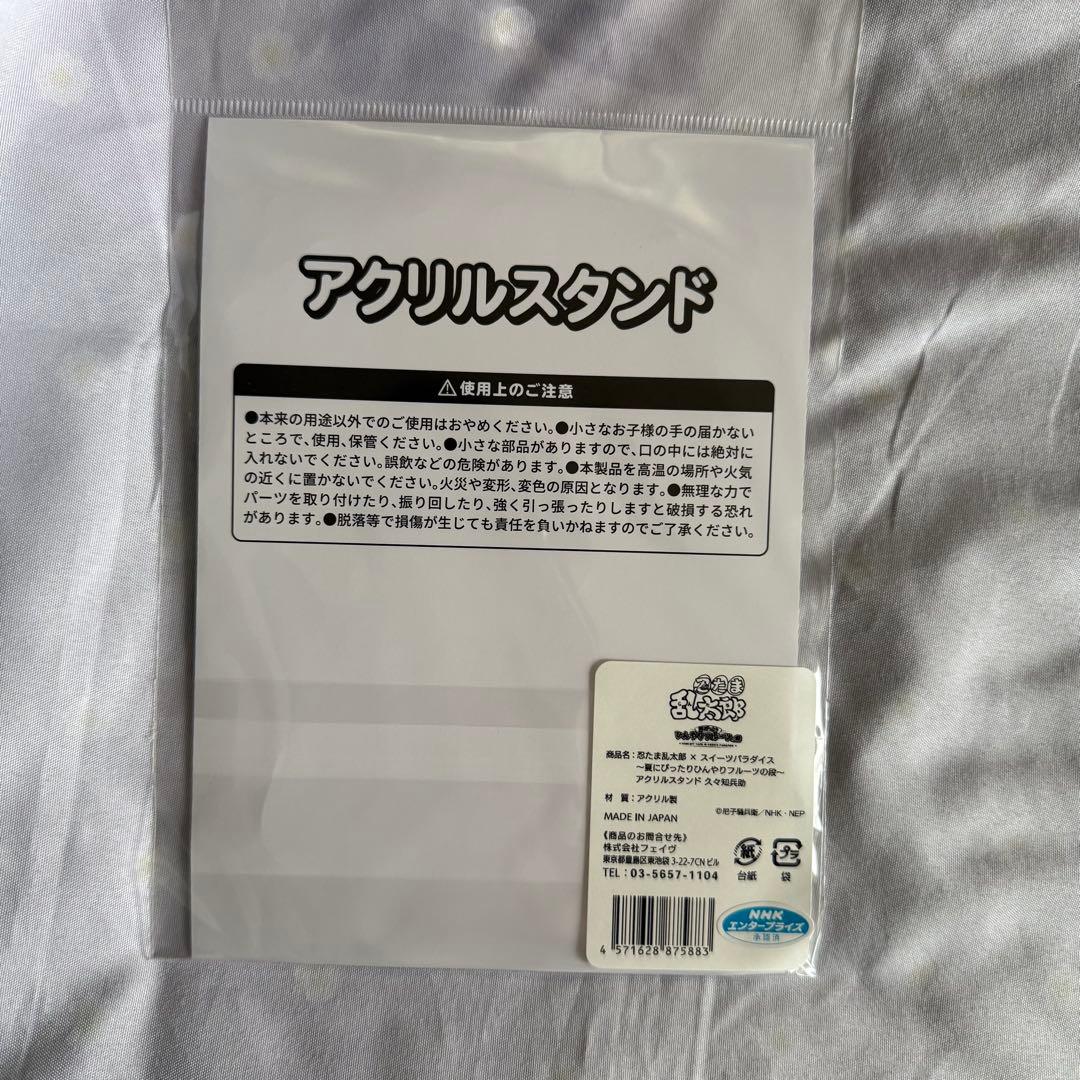 アクリルスタンド
⚠使用上のご注意
●本来の用途以外でのご使用はおやめください。●小さなお子様の手の届かない
ところで、使用、保管ください。●小さな部品がありますので、口の中には絶対に
入れないでください。誤飲などの危険があります。●本製品を高温の場所や火気
の近くに置かないでください。火災や変形、変色の原因となります。●無理な力で
パーツを取り付けたり、振り回したり、強く引っ張ったりしますと破損する恐れ
があります。●脱落等で損傷が生じても責任を負いかねますのでご了承ください。
忍たま
乱太郎
商品名：忍たま乱太郎 × スイーツパラダイス
～夏にぴったりひんやりフルーツの段～
アクリルスタンド 久々知兵助
材 質：アクリル製
©尼子騒兵衛／NHK・NEP
MADE IN JAPAN
《商品のお問合せ先》
株式会社フェイヴ
東京都豊島区東池袋 3-22-7CN ビル
TEL：03-5657-1104
紙
台紙
プラ
袋
4 571628 875883
NHK
エンタープライズ
承認済